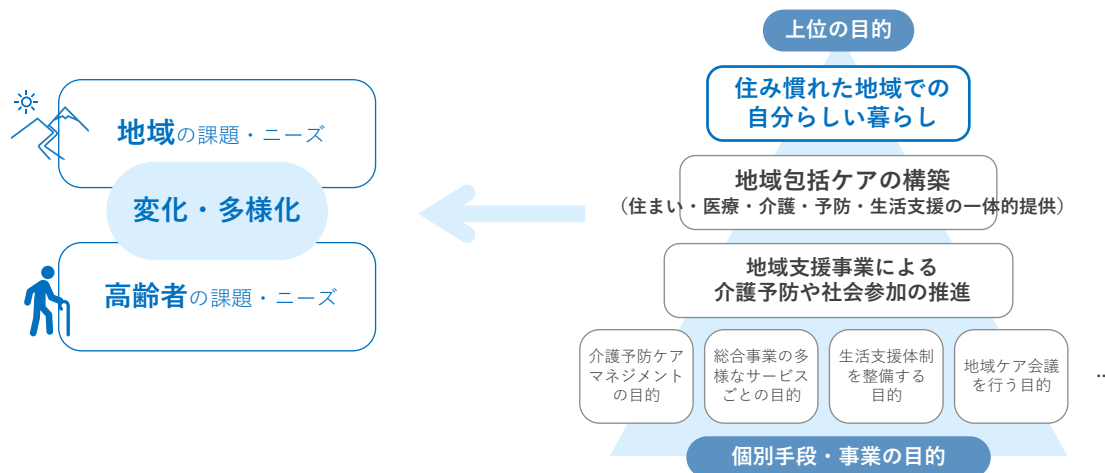 地域の課題・ニーズ
変化・多様化
高齢者の課題・ニーズ
上位の目的
住み慣れた地域での
自分らしい暮らし
地域包括ケアの構築
（住まい・医療・介護・予防・生活支援の一体的提供）
地域支援事業による
介護予防や社会参加の推進
介護予防ケア
マネジメント
の目的
総合事業の多
様なサービス
ごとの目的
生活支援体制
を整備する
目的
地域ケア会議
を行う目的
…
個別手段・事業の目的